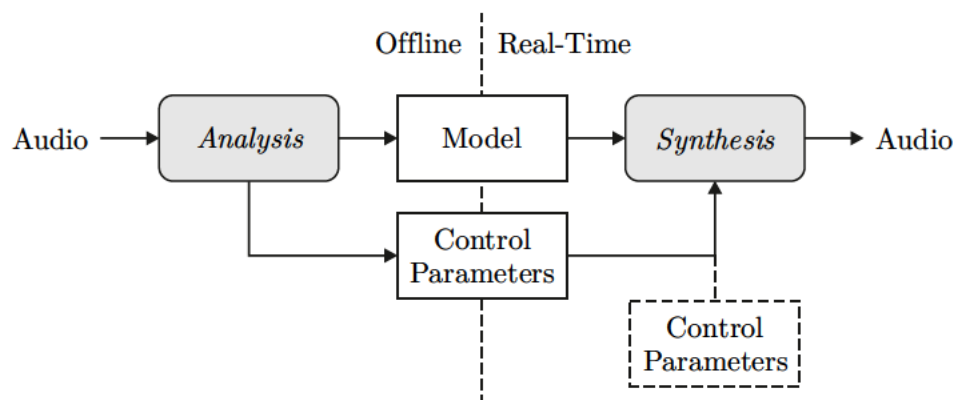 Offline
Real-Time
Audio
Analysis
Model
Synthesis
Audio
Control
Parameters
Control
Parameters